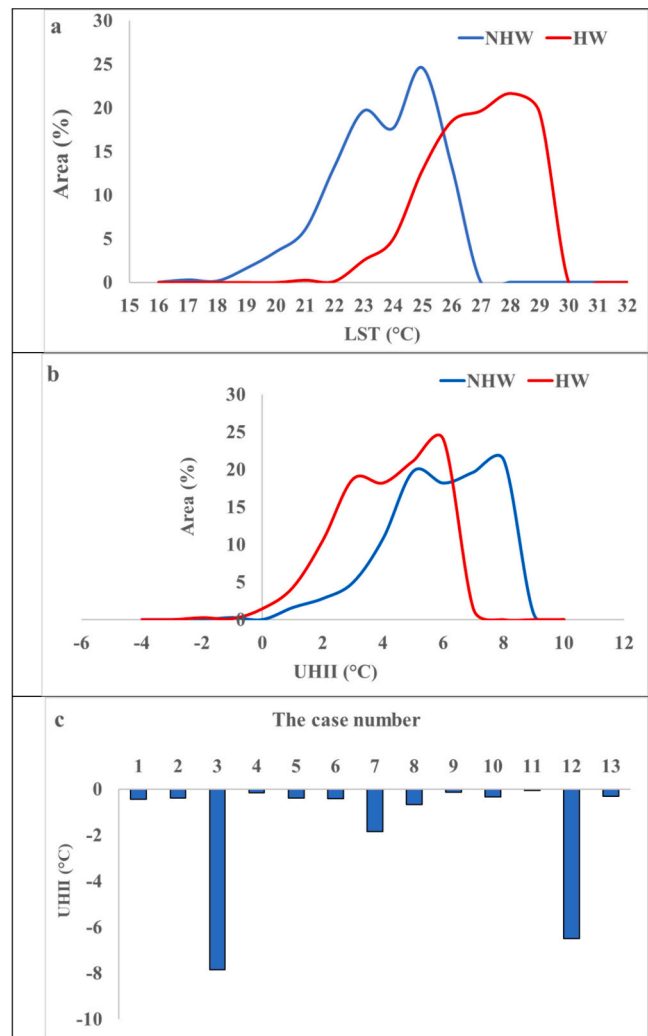 a
NHW HW
30
25
20
15
10
5
0
Area (%)
15 16 17 18 19 20 21 22 23 24 25 26 27 28 29 30 31 32
LST (°C)
b
NHW HW
30
25
20
15
10
5
0
Area (%)
-6 -4 -2 0 2 4 6 8 10 12
UHII (°C)
c
The case number
1 2 3 4 5 6 7 8 9 10 11 12 13
0
-2
-4
-6
-8
-10
UHII (°C)